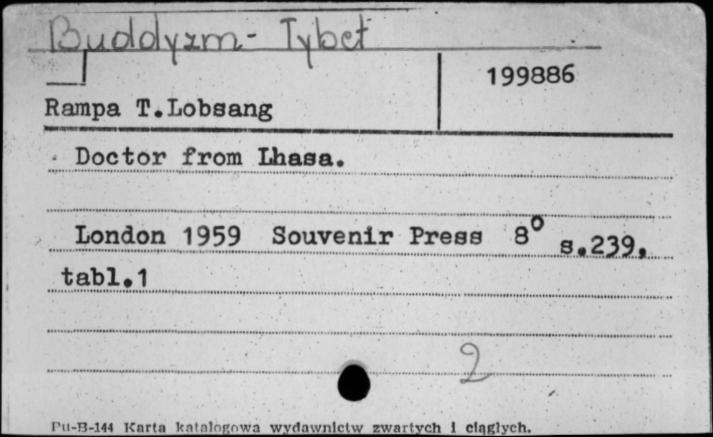 Buddyzm - Tybet
199886
Rampa T.Lobsang
Doctor from Lhasa.
London 1959 Souvenir Press 8° s.239,
tabl.1
2
Pu-B-144 Karta katalogowa wydawnictw zwartych i ciągłych.